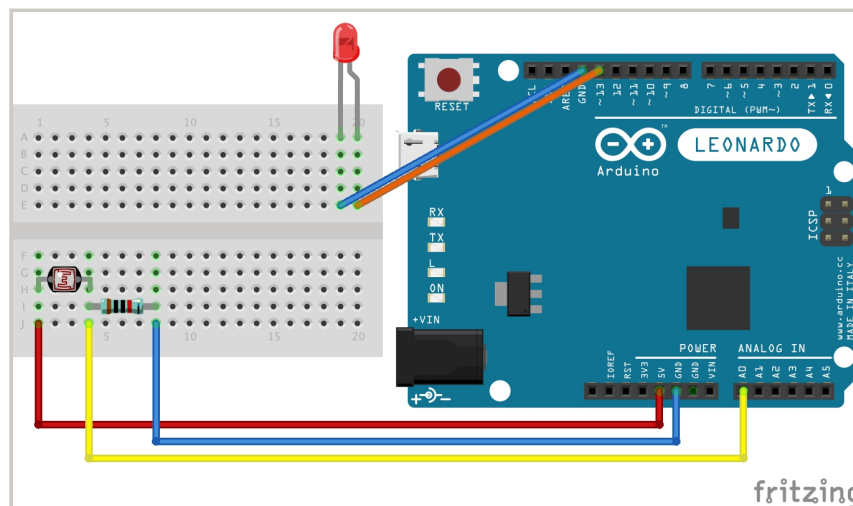 1 5 10 15 20
A
B
C
D
E
F
G
H
I
J
1 5 10 15 20
RESET
AREF
GND
~13
12
~11
~10
~9
8
7
~6
~5
4
~3
2
TX▶1
RX◀0
DIGITAL (PWM~)
Arduino
TM
LEONARDO
1
ICSP
RX
TX
L
ON
www.arduino.cc
MADE IN ITALY
+VIN
POWER
ANALOG IN
IOREF
RST
3V3
5V
GND
GND
VIN
A0
A1
A2
A3
A4
A5
fritzing